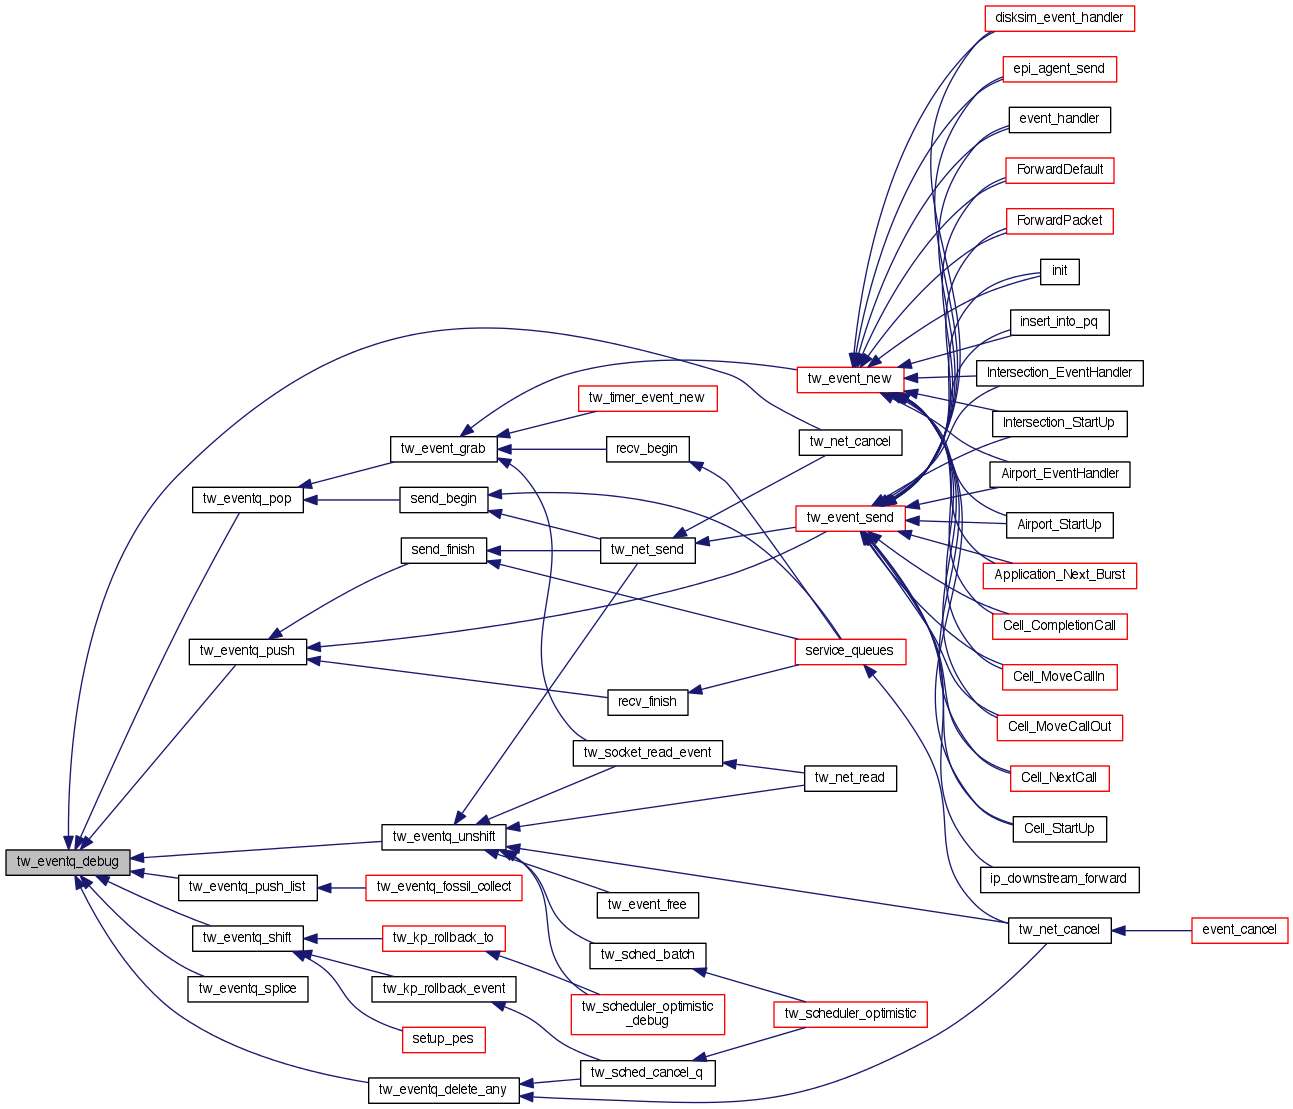 disksim_event_handler
epi_agent_send
event_handler
ForwardDefault
ForwardPacket
init
insert_into_pq
Intersection_EventHandler
tw_event_new
tw_timer_event_new
Intersection_StartUp
tw_event_grab
recv_begin
tw_net_cancel
Airport_EventHandler
tw_eventq_pop
send_begin
tw_event_send
Airport_StartUp
send_finish
tw_net_send
Application_Next_Burst
Cell_CompletionCall
tw_eventq_push
service_queues
Cell_MoveCallIn
recv_finish
Cell_MoveCallOut
tw_socket_read_event
tw_net_read
Cell_NextCall
tw_eventq_unshift
Cell_StartUp
tw_eventq_debug
tw_eventq_push_list
tw_eventq_fossil_collect
ip_downstream_forward
tw_event_free
tw_eventq_shift
tw_kp_rollback_to
tw_net_cancel
event_cancel
tw_sched_batch
tw_eventq_splice
tw_kp_rollback_event
tw_scheduler_optimistic
_debug
tw_scheduler_optimistic
setup_pes
tw_sched_cancel_q
tw_eventq_delete_any